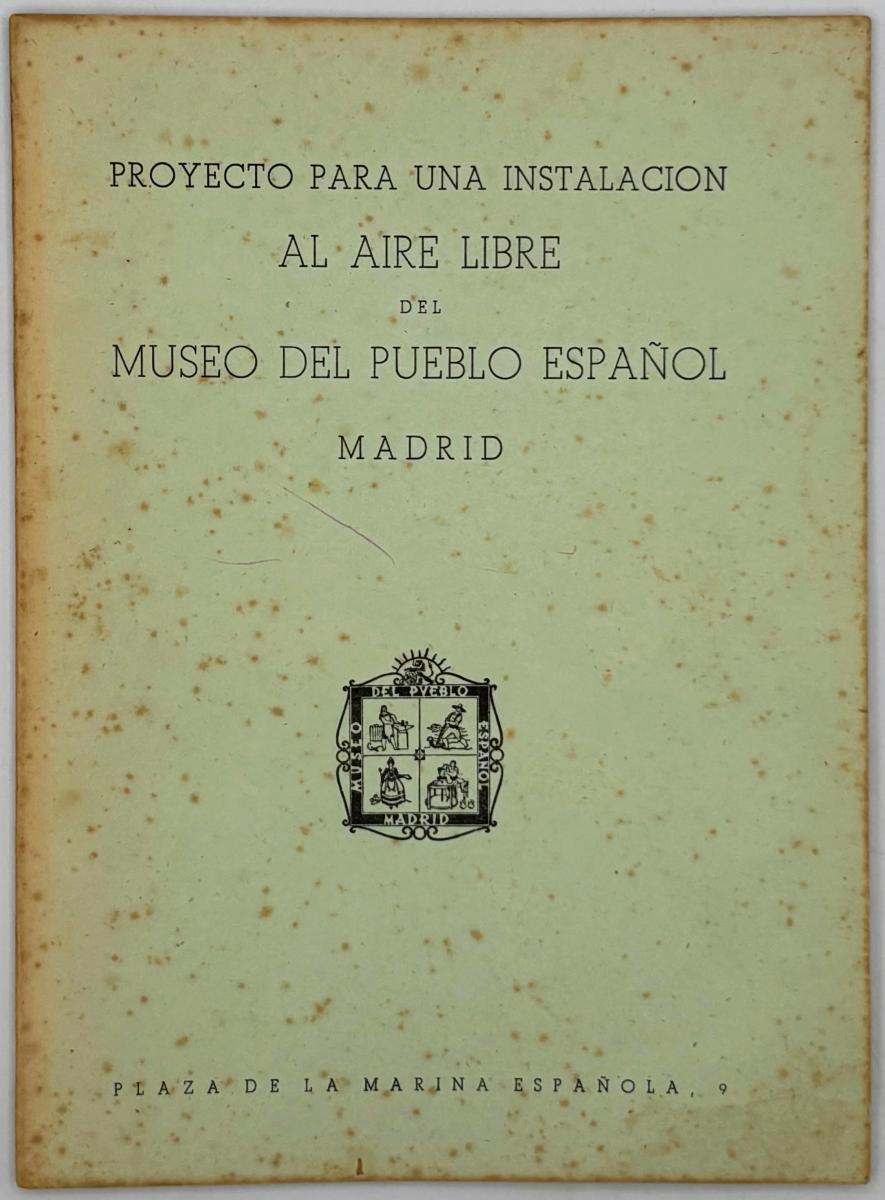 PROYECTO PARA UNA INSTALACION
AL AIRE LIBRE
DEL
MUSEO DEL PUEBLO ESPAÑOL
MADRID
DEL PVEBLO
MUSEO
ESPAÑOL
MADRID
PLAZA DE LA MARINA ESPAÑOLA, 9